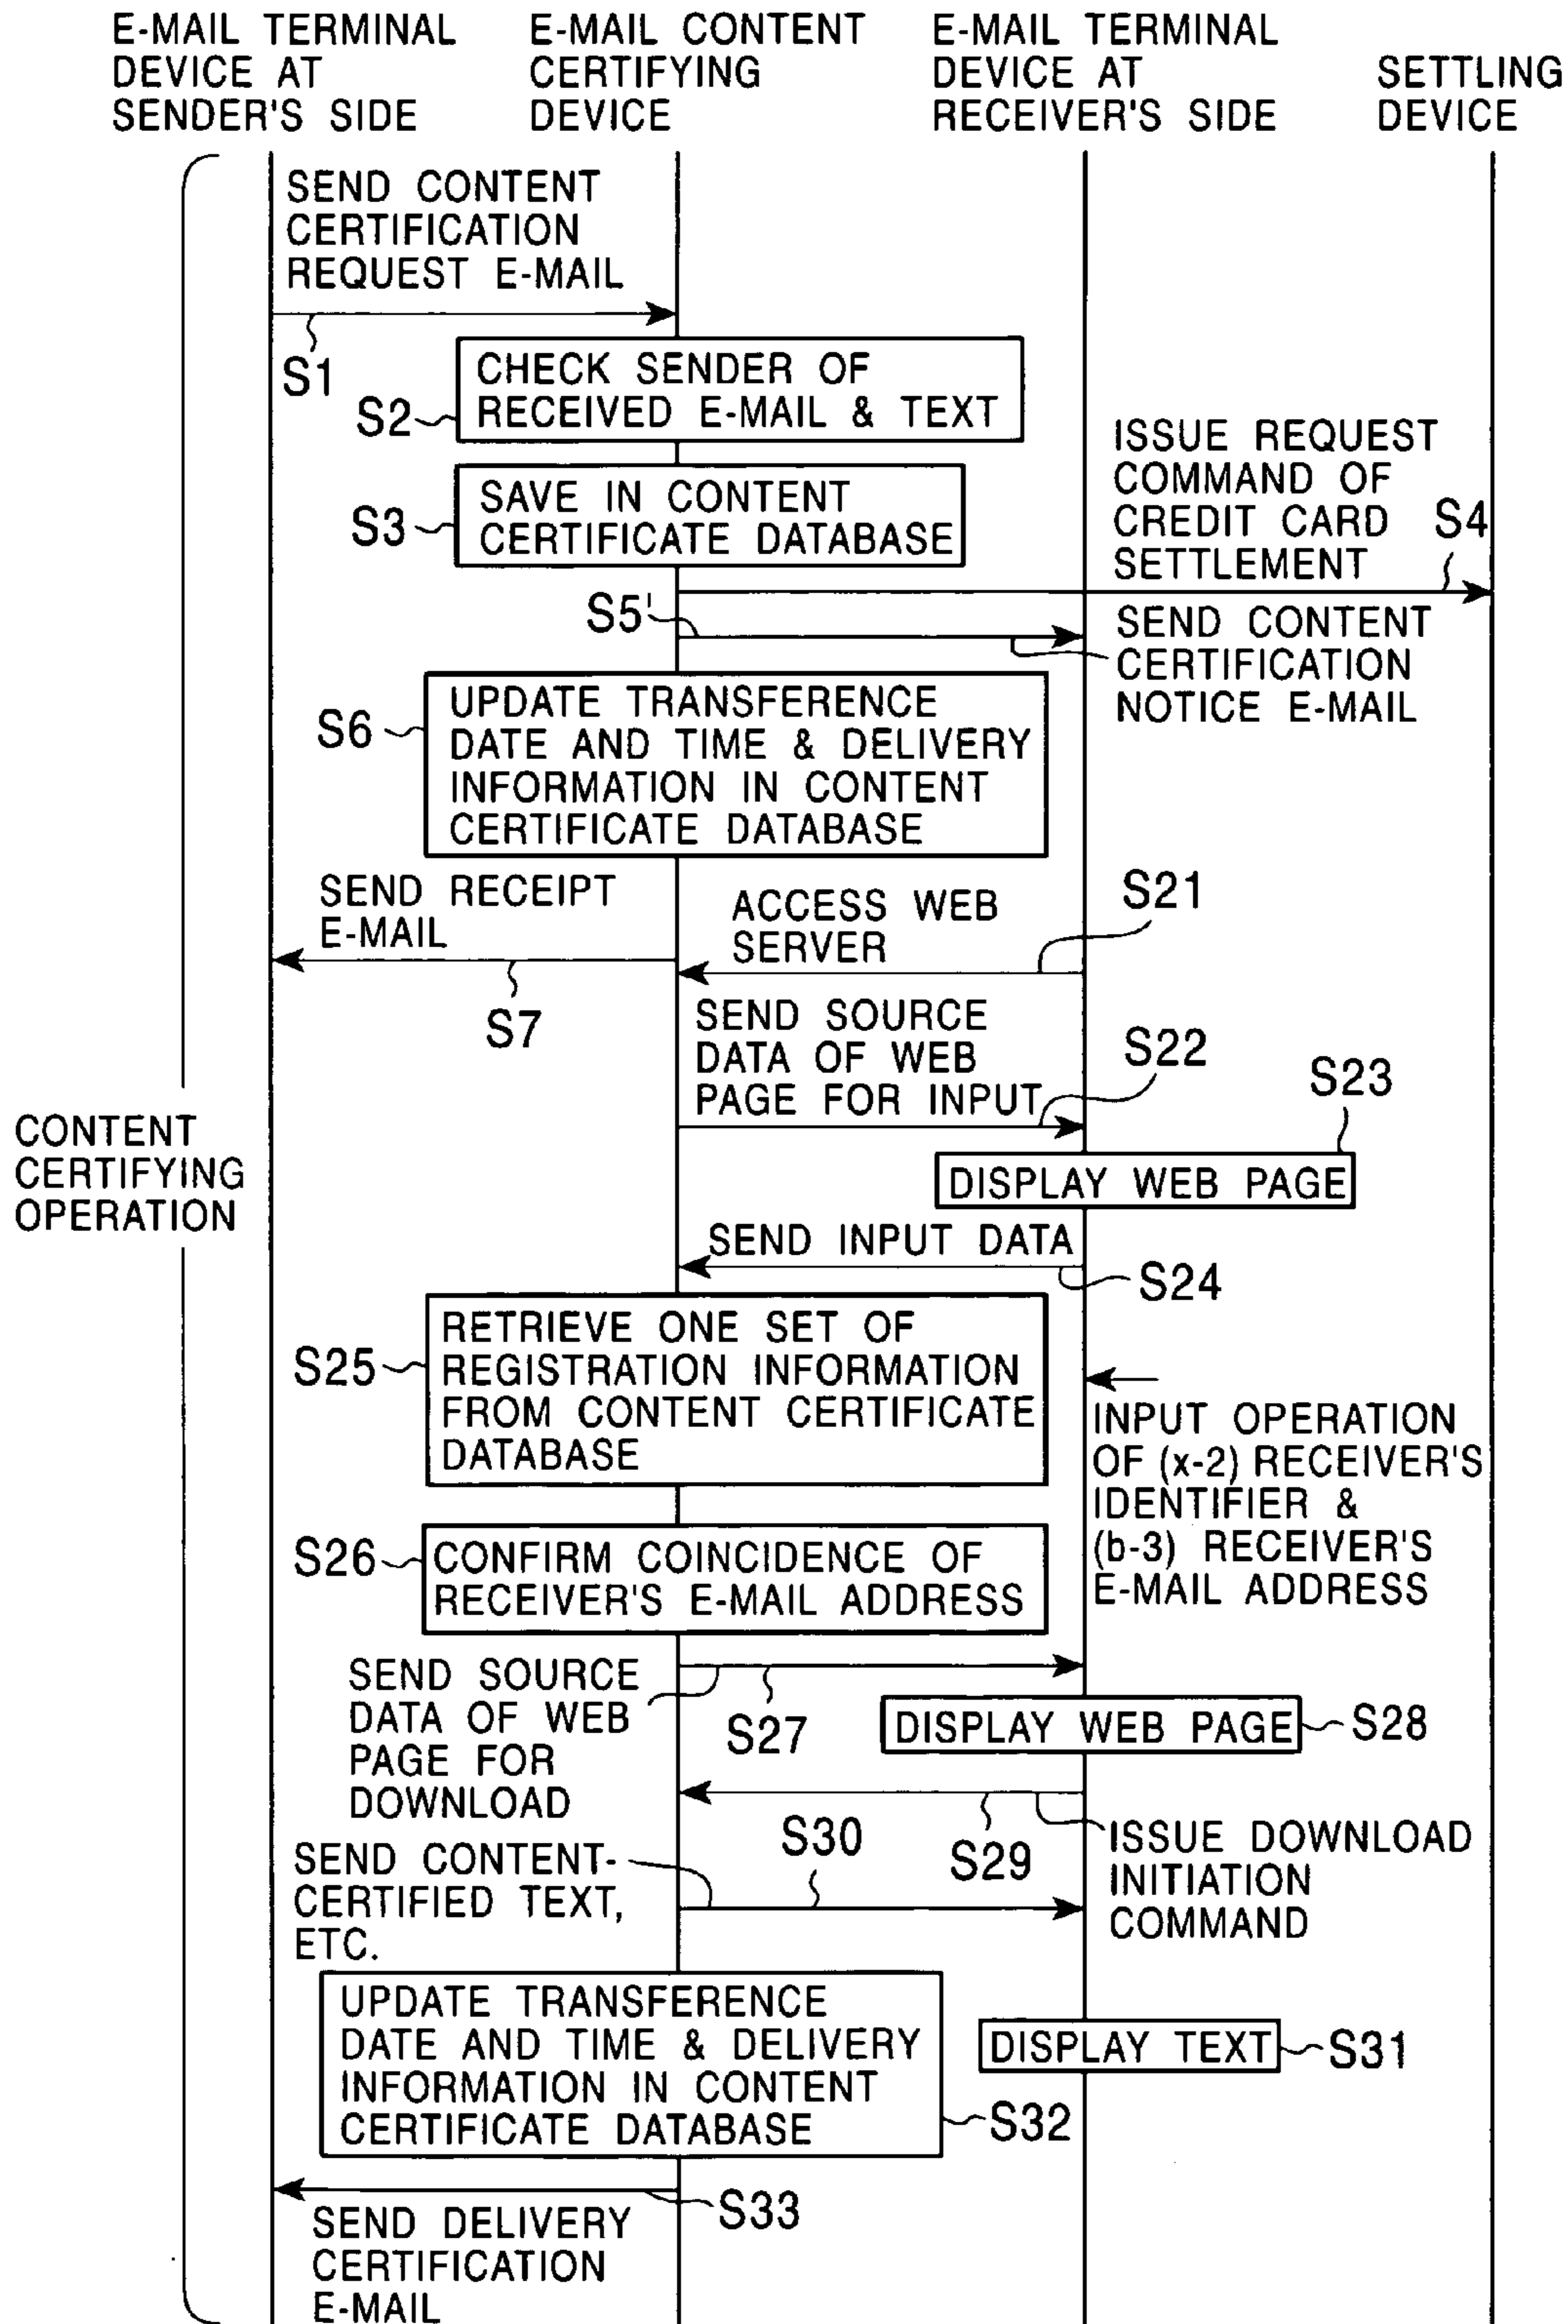 E-MAIL TERMINAL
DEVICE AT
SENDER'S SIDE
E-MAIL CONTENT
CERTIFYING
DEVICE
E-MAIL TERMINAL
DEVICE AT
RECEIVER'S SIDE
SETTLING
DEVICE
SEND CONTENT
CERTIFICATION
REQUEST E-MAIL
S1
CHECK SENDER OF
RECEIVED E-MAIL & TEXT
S2
SAVE IN CONTENT
CERTIFICATE DATABASE
S3
ISSUE REQUEST
COMMAND OF
CREDIT CARD
SETTLEMENT
S4
S5'
SEND CONTENT
CERTIFICATION
NOTICE E-MAIL
UPDATE TRANSFERENCE
DATE AND TIME & DELIVERY
INFORMATION IN CONTENT
CERTIFICATE DATABASE
S6
SEND RECEIPT
E-MAIL
S7
ACCESS WEB
SERVER
S21
SEND SOURCE
DATA OF WEB
PAGE FOR INPUT
S22
S23
DISPLAY WEB PAGE
CONTENT
CERTIFYING
OPERATION
SEND INPUT DATA
S24
RETRIEVE ONE SET OF
REGISTRATION INFORMATION
FROM CONTENT CERTIFICATE
DATABASE
S25
INPUT OPERATION
OF (x-2) RECEIVER'S
IDENTIFIER &
(b-3) RECEIVER'S
E-MAIL ADDRESS
S26
CONFIRM COINCIDENCE OF
RECEIVER'S E-MAIL ADDRESS
SEND SOURCE
DATA OF WEB
PAGE FOR
DOWNLOAD
S27
DISPLAY WEB PAGE
S28
S29
ISSUE DOWNLOAD
INITIATION
COMMAND
SEND CONTENT-
CERTIFIED TEXT,
ETC.
S30
DISPLAY TEXT
S31
UPDATE TRANSFERENCE
DATE AND TIME & DELIVERY
INFORMATION IN CONTENT
CERTIFICATE DATABASE
S32
S33
SEND DELIVERY
CERTIFICATION
E-MAIL